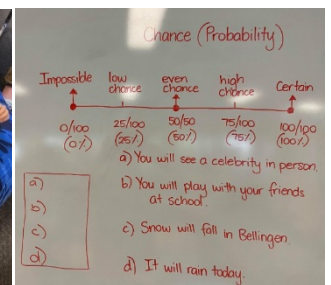 Chance (Probability)
Impossible low chance even chance high chance Certain
0/100 25/100 50/50 75/100 100/100
(0%) (25%) (50%) (75%) (100%)
a) You will see a celebrity in person.
b) You will play with your friends
at school.
c) Snow will fall in Bellingen.
d) It will rain today.
a)
b)
c)
d)